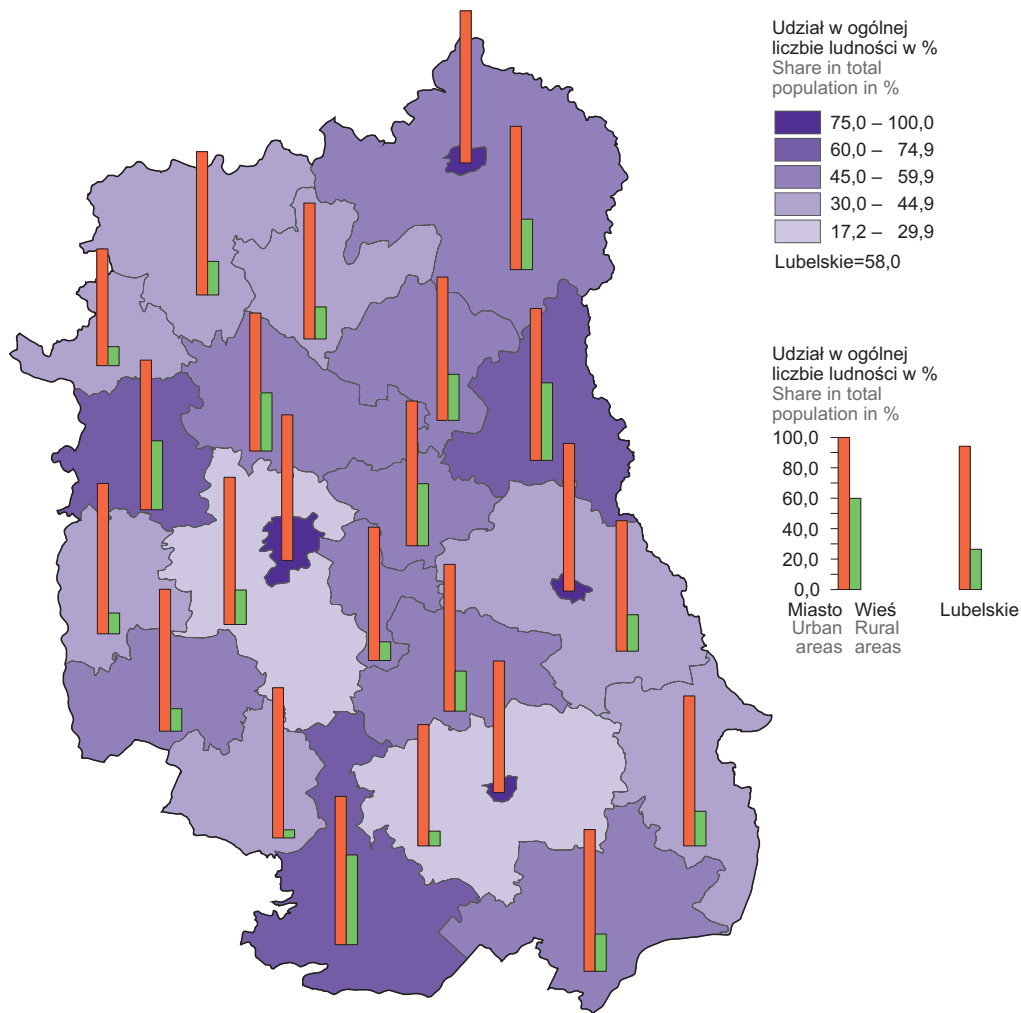 Udział w ogólnej
liczbie ludności w %
Share in total
population in %
75,0 – 100,0
60,0 – 74,9
45,0 – 59,9
30,0 – 44,9
17,2 – 29,9
Lubelskie=58,0
Udział w ogólnej
liczbie ludności w %
Share in total
population in %
100,0
80,0
60,0
40,0
20,0
0,0
Miasto Wieś Lubelskie
Urban Rural
areas areas